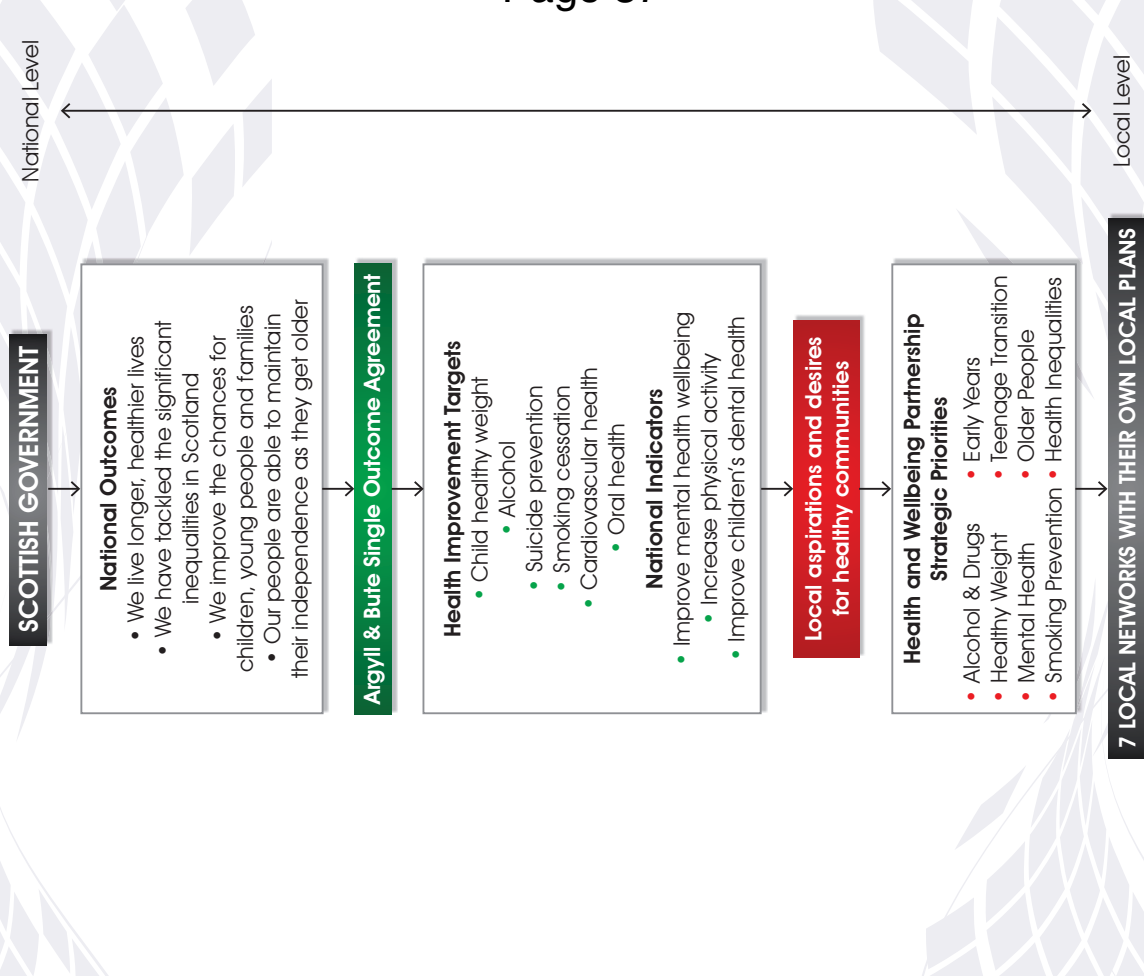 National Level
SCOTTISH GOVERNMENT
National Outcomes
• We live longer, healthier lives
• We have tackled the significant
inequalities in Scotland
• We improve the chances for
children, young people and families
• Our people are able to maintain
their independence as they get older
Argyll & Bute Single Outcome Agreement
Health Improvement Targets
• Child healthy weight
• Alcohol
• Suicide prevention
• Smoking cessation
• Cardiovascular health
• Oral health
National Indicators
• Improve mental health wellbeing
• Increase physical activity
• Improve children's dental health
Local aspirations and desires
for healthy communities
Health and Wellbeing Partnership
Strategic Priorities
• Alcohol & Drugs
• Healthy Weight
• Mental Health
• Smoking Prevention
• Early Years
• Teenage Transition
• Older People
• Health Inequalities
7 LOCAL NETWORKS WITH THEIR OWN LOCAL PLANS
Local Level